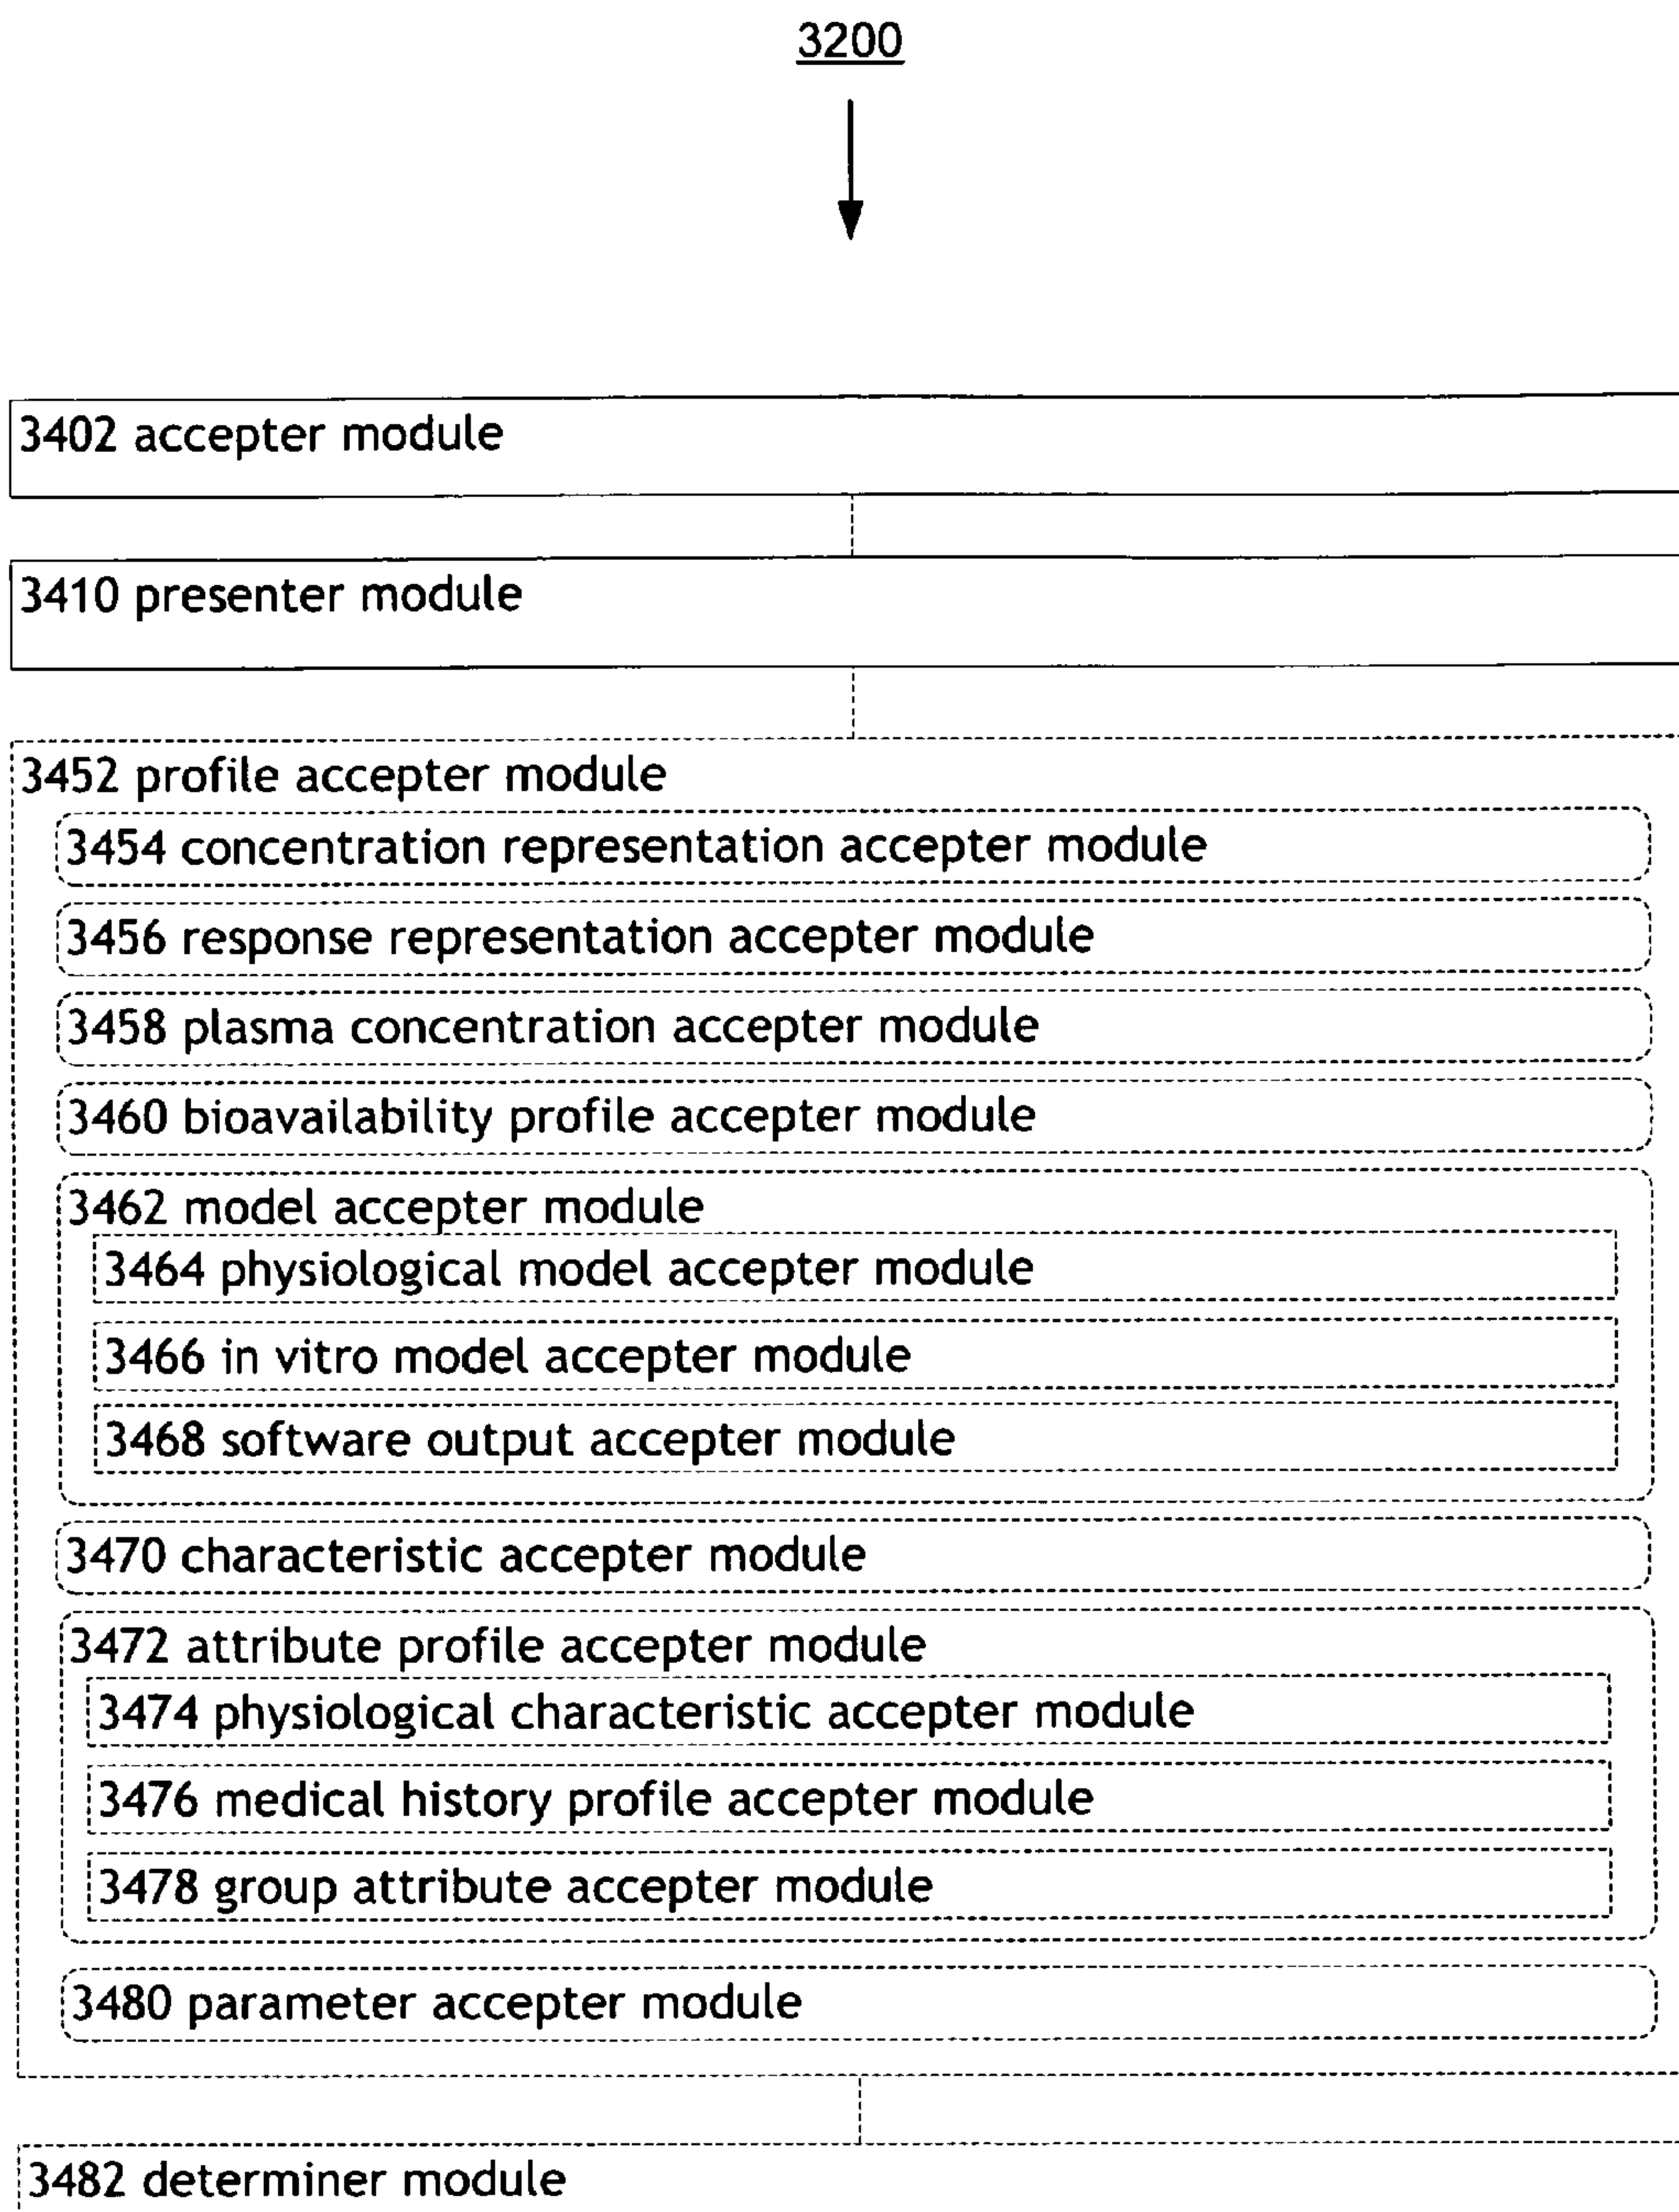 3200
3402 accepter module
3410 presenter module
3452 profile accepter module
3454 concentration representation accepter module
3456 response representation accepter module
3458 plasma concentration accepter module
3460 bioavailability profile accepter module
3462 model accepter module
3464 physiological model accepter module
3466 in vitro model accepter module
3468 software output accepter module
3470 characteristic accepter module
3472 attribute profile accepter module
3474 physiological characteristic accepter module
3476 medical history profile accepter module
3478 group attribute accepter module
3480 parameter accepter module
3482 determiner module